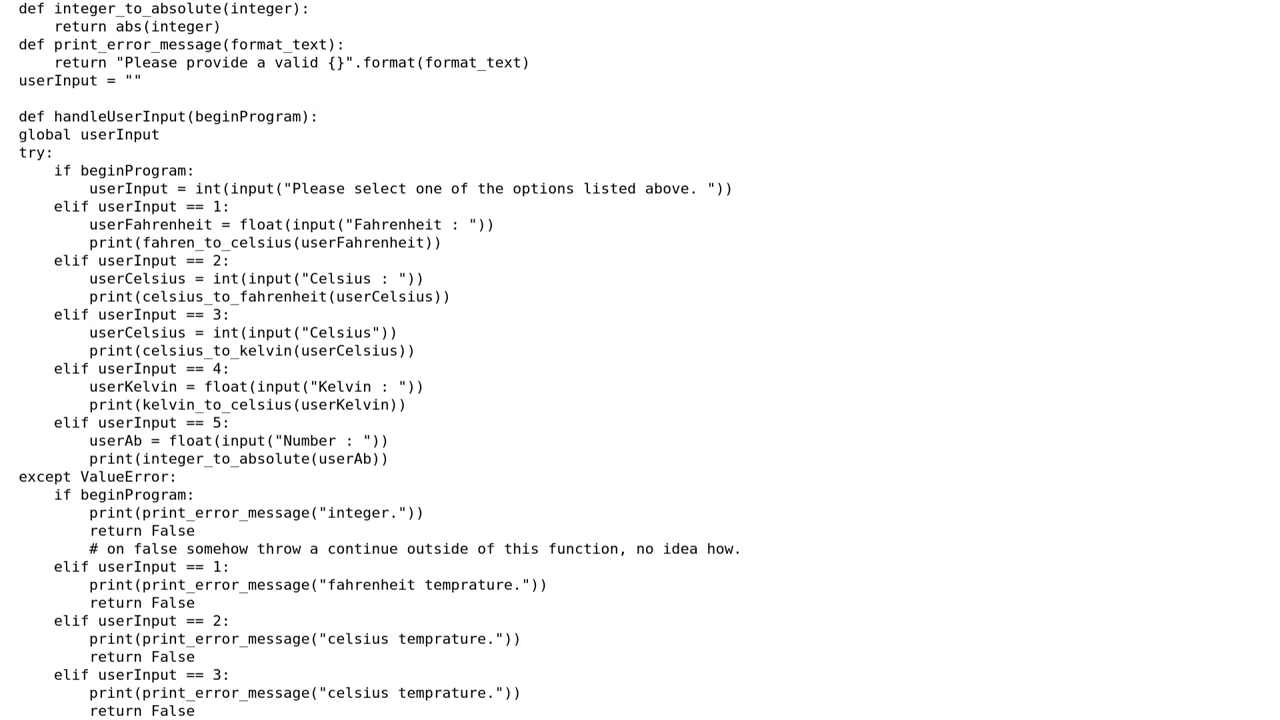 def integer_to_absolute(integer):
    return abs(integer)
def print_error_message(format_text):
    return "Please provide a valid {}".format(format_text)
userInput = ""

def handleUserInput(beginProgram):
global userInput
try:
    if beginProgram:
        userInput = int(input("Please select one of the options listed above. "))
    elif userInput == 1:
        userFahrenheit = float(input("Fahrenheit : "))
        print(fahren_to_celsius(userFahrenheit))
    elif userInput == 2:
        userCelsius = int(input("Celsius : "))
        print(celsius_to_fahrenheit(userCelsius))
    elif userInput == 3:
        userCelsius = int(input("Celsius"))
        print(celsius_to_kelvin(userCelsius))
    elif userInput == 4:
        userKelvin = float(input("Kelvin : "))
        print(kelvin_to_celsius(userKelvin))
    elif userInput == 5:
        userAb = float(input("Number : "))
        print(integer_to_absolute(userAb))
except ValueError:
    if beginProgram:
        print(print_error_message("integer."))
        return False
        # on false somehow throw a continue outside of this function, no idea how.
    elif userInput == 1:
        print(print_error_message("fahrenheit temprature."))
        return False
    elif userInput == 2:
        print(print_error_message("celsius temprature."))
        return False
    elif userInput == 3:
        print(print_error_message("celsius temprature."))
        return False